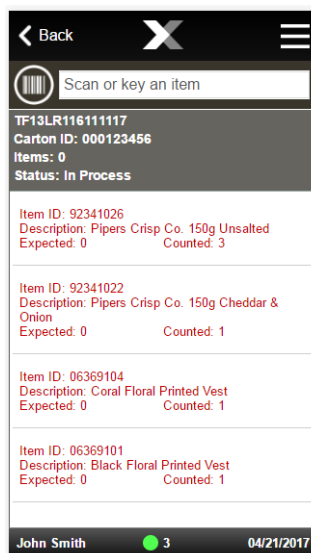 Back
Scan or key an item
TF13LR116111117
Carton ID: 000123456
Items: 0
Status: In Process
Item ID: 92341026
Description: Pipers Crisp Co. 150g Unsalted
Expected: 0 Counted: 3
Item ID: 92341022
Description: Pipers Crisp Co. 150g Cheddar &
Onion
Expected: 0 Counted: 1
Item ID: 06369104
Description: Coral Floral Printed Vest
Expected: 0 Counted: 1
Item ID: 06369101
Description: Black Floral Printed Vest
Expected: 0 Counted: 1
John Smith 3 04/21/2017